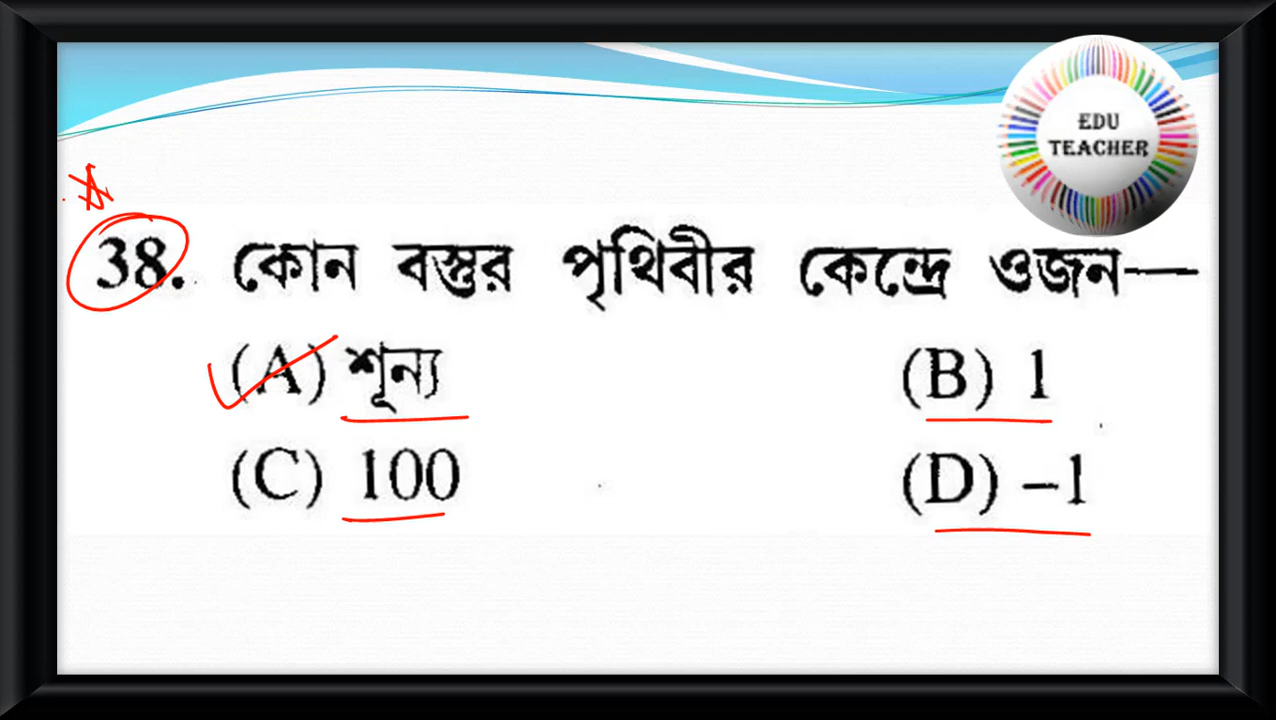 EDU
TEACHER
38. কোন বস্তুর পৃথিবীর কেন্দ্রে ওজন—
(A) শূন্য (B) 1
(C) 100 (D) –1